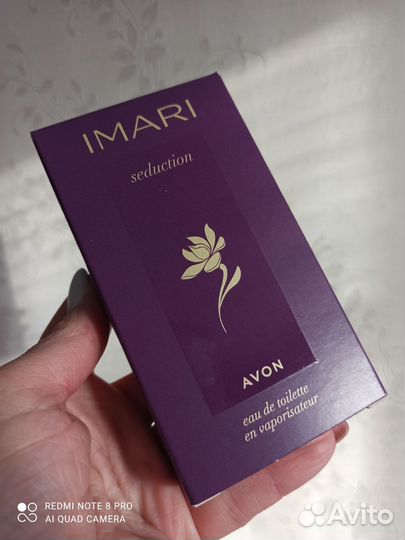 IMARI
seduction
AVON
eau de toilette
en vaporisateur
REDMI NOTE 8 PRO
AI QUAD CAMERA
Avito